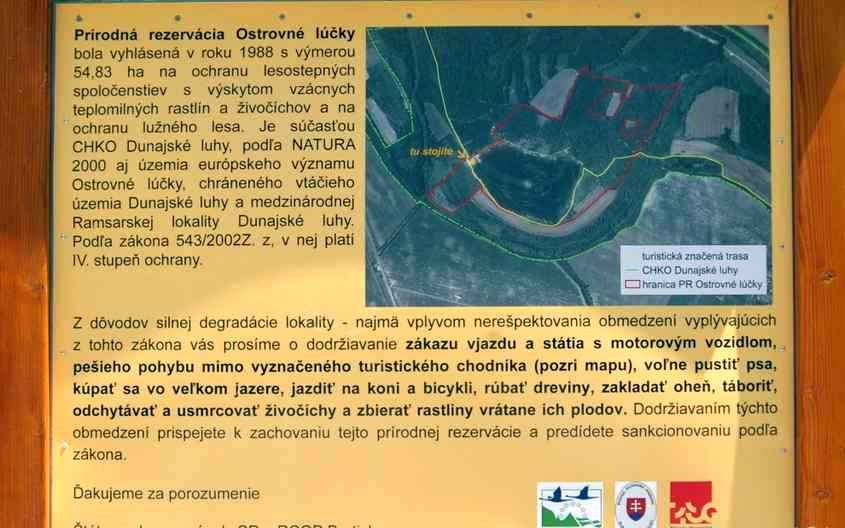 Prírodná rezervácia Ostrovné lúčky
bola vyhlásená v roku 1988 s výmerou
54,83 ha na ochranu lesostepných
spoločenstiev s výskytom vzácnych
teplomilných rastlín a živočíchov a na
ochranu lužného lesa. Je súčasťou
CHKO Dunajské luhy, podľa NATURA
2000 aj územia európskeho významu
Ostrovné lúčky, chráneného vtáčieho
územia Dunajské luhy a medzinárodnej
Ramsarskej lokality Dunajské luhy.
Podľa zákona 543/2002Z. z, v nej platí
IV. stupeň ochrany.
tu stojíte
turistická značená trasa
CHKO Dunajské luhy
hranica PR Ostrovné lúčky
Z dôvodov silnej degradácie lokality - najmä vplyvom nerešpektovania obmedzení vyplývajúcich
z tohto zákona vás prosíme o dodržiavanie zákazu vjazdu a státia s motorovým vozidlom,
pešieho pohybu mimo vyznačeného turistického chodníka (pozri mapu), voľne pustiť psa,
kúpať sa vo veľkom jazere, jazdiť na koni a bicykli, rúbať dreviny, zakladať oheň, táboriť,
odchytávať a usmrcovať živočíchy a zbierať rastliny vrátane ich plodov. Dodržiavaním týchto
obmedzení prispejete k zachovaniu tejto prírodnej rezervácie a predídete sankcionovaniu podľa
zákona.
Ďakujeme za porozumenie